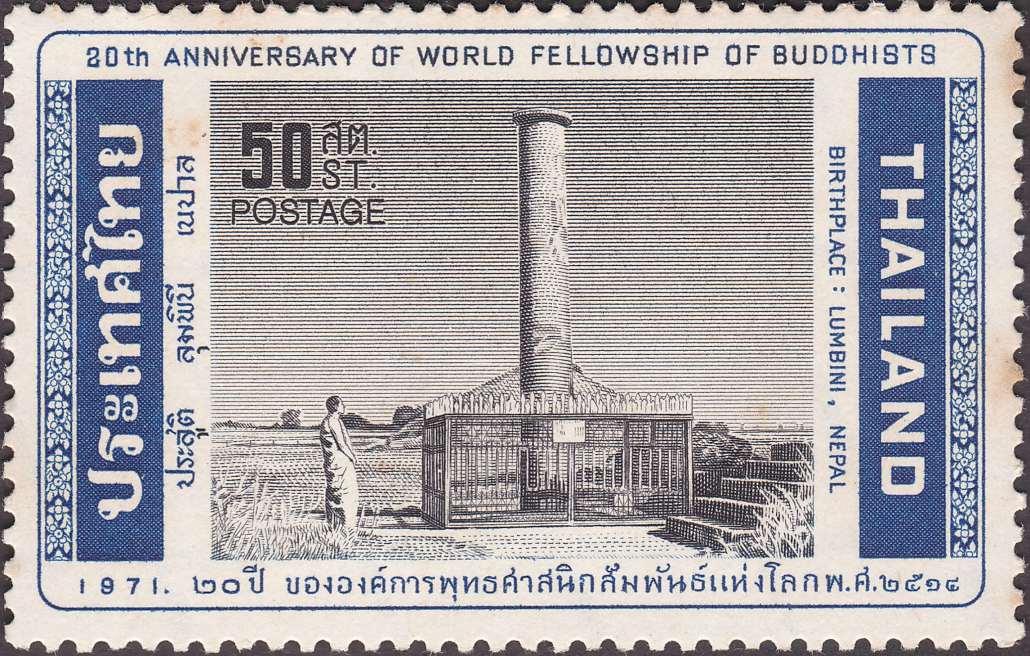 20th ANNIVERSARY OF WORLD FELLOWSHIP OF BUDDHISTS
ประเทศไทย
ประสูติ ลุมพินี เนปาล
50 สต.
ST.
POSTAGE
BIRTHPLACE : LUMBINI, NEPAL
THAILAND
1971. ๒๐ปี ขององค์การพุทธศาสนิกสัมพันธ์แห่งโลกพ.ศ.๒๕๑๔